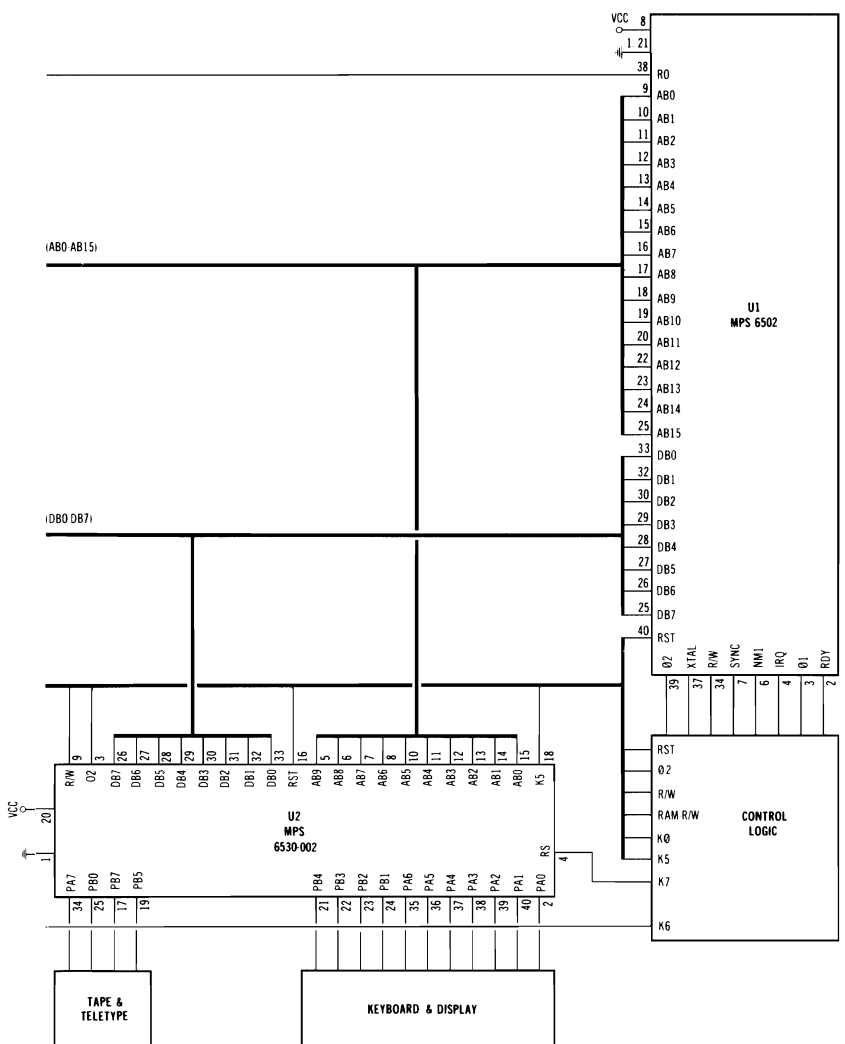 VCC 8
1. 21
38 RO
9 AB0
10 AB1
11 AB2
12 AB3
13 AB4
14 AB5
15 AB6
16 AB7
17 AB8
18 AB9
19 AB10
20 AB11
22 AB12
23 AB13
24 AB14
25 AB15
33 DB0
32 DB1
30 DB2
29 DB3
28 DB4
27 DB5
26 DB6
25 DB7
40 RST
U1
MPS 6502
(AB0-AB15)
(DB0 DB7)
Ø2 XTAL R/W SYNC NM1 IRQ Ø1 RDY
39 37 34 7 6 4 3 2
9 3 26 27 28 29 30 31 32 33 16 5 6 7 8 10 11 12 13 14 15 18
R/W O2 DB7 DB6 DB5 DB4 DB3 DB2 DB1 DB0 RST AB9 AB8 AB7 AB6 AB5 AB4 AB3 AB2 AB1 AB0 K5
VCC 20
1
U2
MPS
6530-002
RS 4
PA7 PB0 PB7 PB5 PB4 PB3 PB2 PB1 PA6 PA5 PA4 PA3 PA2 PA1 PA0
34 25 17 19 21 22 23 24 35 36 37 38 39 40 2
RST
Ø2
R/W
RAM R/W
KØ
K5
K7
K6
CONTROL
LOGIC
TAPE &
TELETYPE
KEYBOARD & DISPLAY